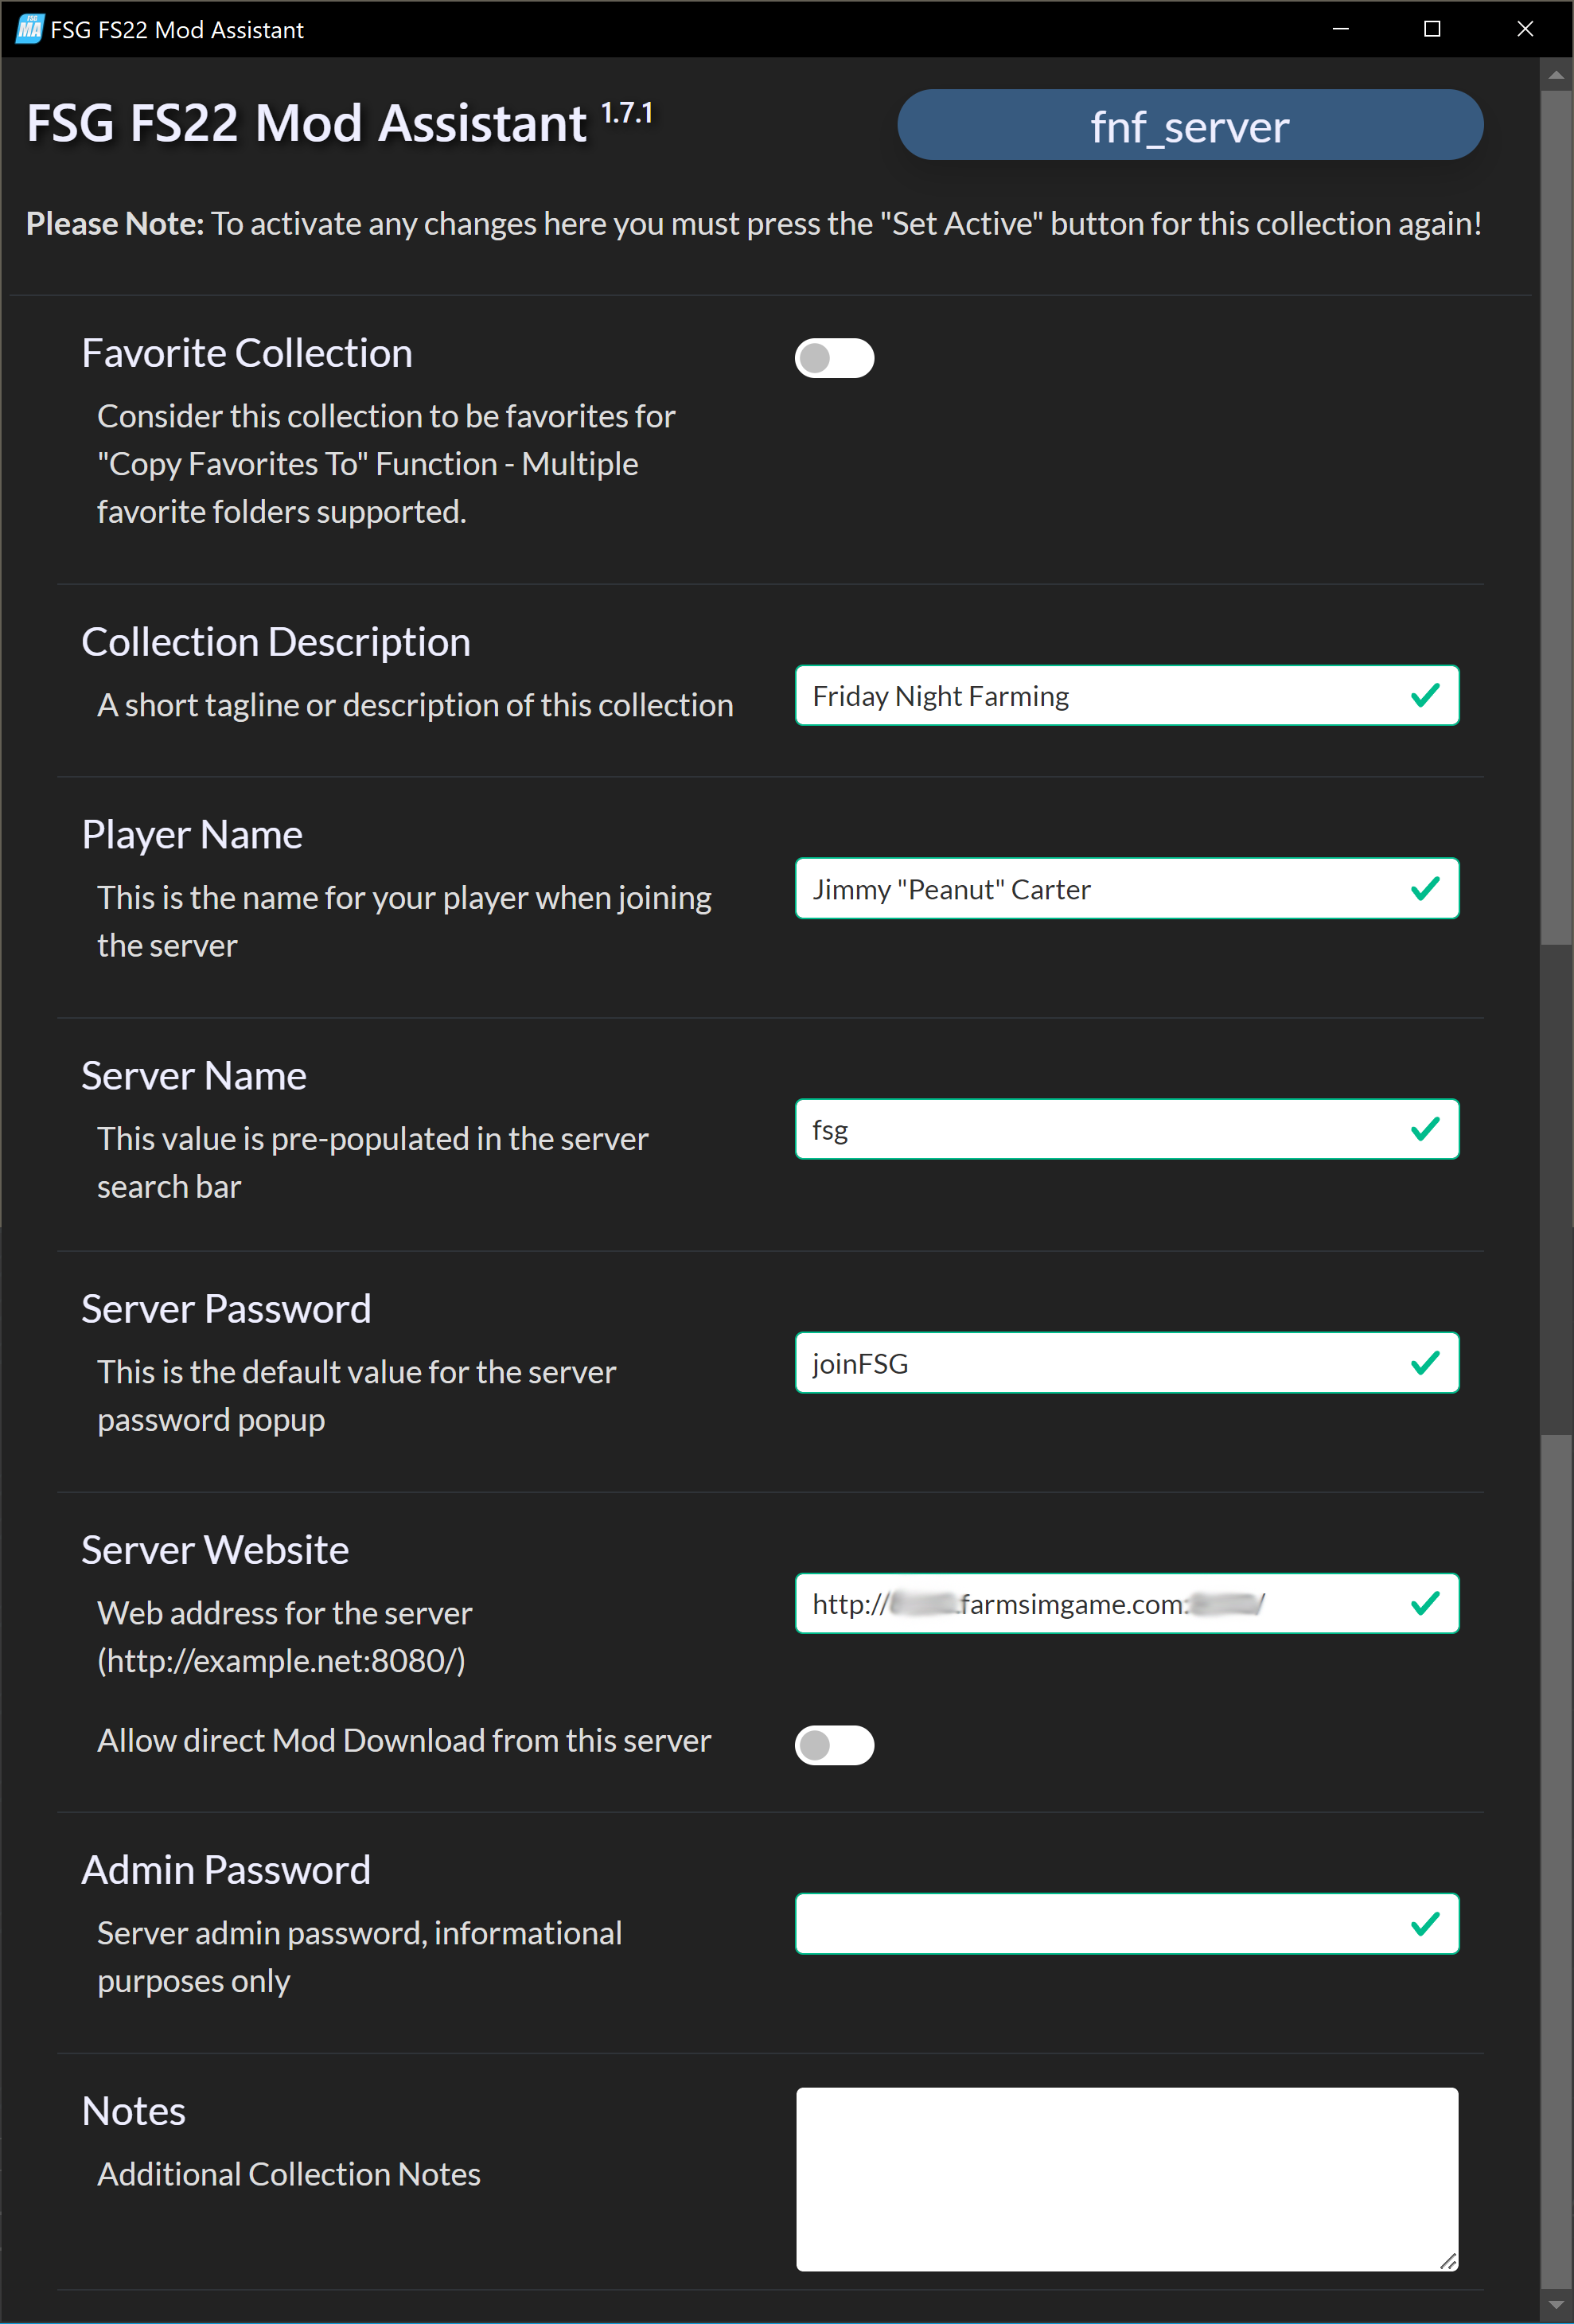 FSG FS22 Mod Assistant
FSG FS22 Mod Assistant 1.7.1
fnf_server
Please Note: To activate any changes here you must press the "Set Active" button for this collection again!
Favorite Collection
Consider this collection to be favorites for
"Copy Favorites To" Function - Multiple
favorite folders supported.
Collection Description
A short tagline or description of this collection
Friday Night Farming
Player Name
This is the name for your player when joining
the server
Jimmy "Peanut" Carter
Server Name
This value is pre-populated in the server
search bar
fsg
Server Password
This is the default value for the server
password popup
joinFSG
Server Website
Web address for the server
(http://example.net:8080/)
http:// .farmsimgame.com: /
Allow direct Mod Download from this server
Admin Password
Server admin password, informational
purposes only
Notes
Additional Collection Notes